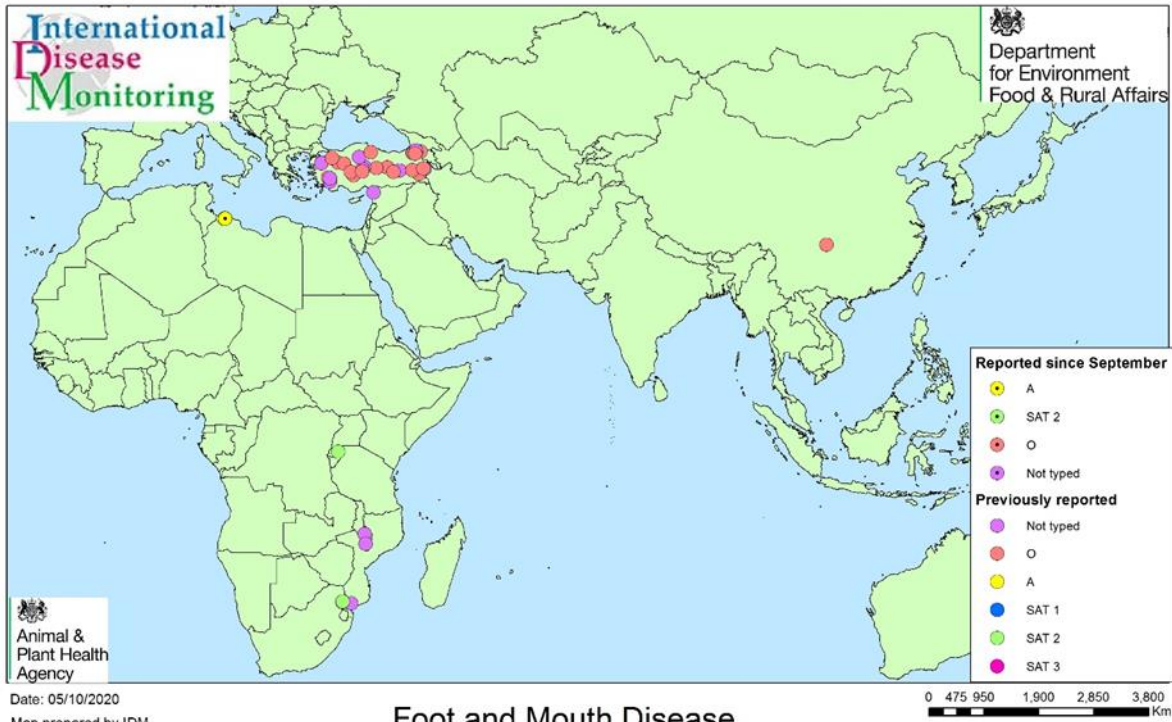 International
Disease
Monitoring
Department
for Environment
Food & Rural Affairs
Reported since September
A
SAT 2
O
Not typed
Previously reported
Not typed
O
A
SAT 1
SAT 2
SAT 3
Animal &
Plant Health
Agency
Date: 05/10/2020
Map prepared by IDM
Foot and Mouth Disease
0 475 950 1,900 2,850 3,800
Km